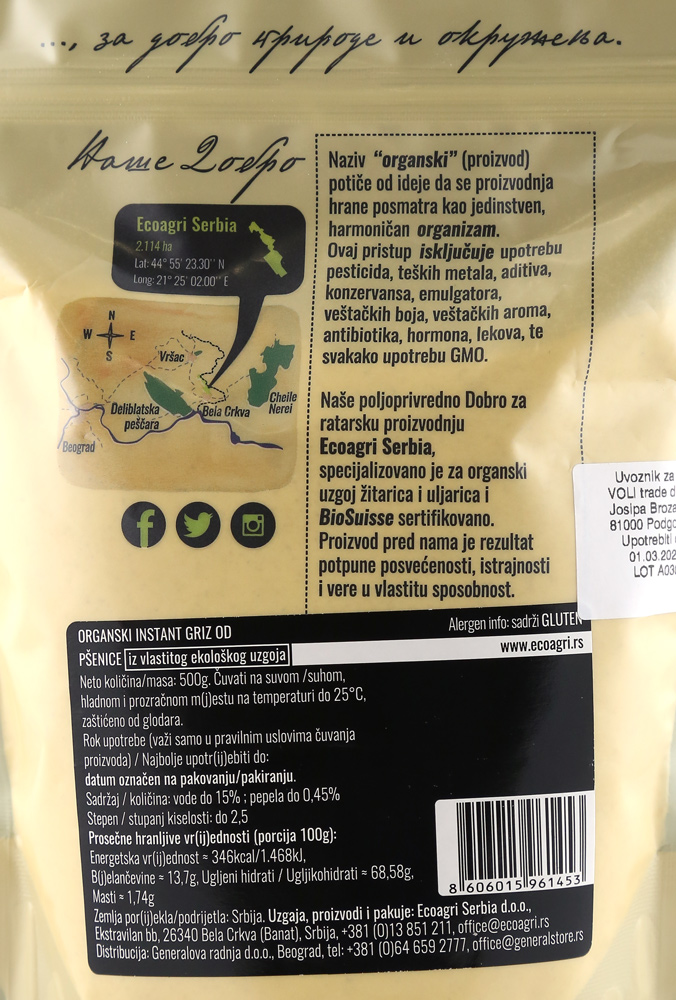 ..., за добро природе и окружења.
Наше Добро
Ecoagri Serbia
2.114 ha
Lat: 44° 55' 23.30'' N
Long: 21° 25' 02.00'' E
N
W E
S
Vršac
Deliblatska
peščara
Bela Crkva
Cheile
Nerei
Beograd
Naziv “organski” (proizvod)
potiče od ideje da se proizvodnja
hrane posmatra kao jedinstven,
harmoničan organizam.
Ovaj pristup isključuje upotrebu
pesticida, teških metala, aditiva,
konzervansa, emulgatora,
veštačkih boja, veštačkih aroma,
antibiotika, hormona, lekova, te
svakako upotrebu GMO.
Naše poljoprivredno Dobro za
ratarsku proizvodnju
Ecoagri Serbia,
specijalizovano je za organski
uzgoj žitarica i uljarica i
BioSuisse sertifikovano.
Proizvod pred nama je rezultat
potpune posvećenosti, istrajnosti
i vere u vlastitu sposobnost.
Uvoznik za
VOLI trade d
Josipa Broza
81000 Podgo
Upotrebiti
01.03.202
LOT A03
ORGANSKI INSTANT GRIZ OD
PŠENICE iz vlastitog ekološkog uzgoja
Alergen info: sadrži GLUTEN
www.ecoagri.rs
Neto količina/masa: 500g. Čuvati na suvom /suhom,
hladnom i prozračnom m(j)estu na temperaturi do 25°C,
zaštićeno od glodara.
Rok upotrebe (važi samo u pravilnim uslovima čuvanja
proizvoda) / Najbolje upotr(ij)ebiti do:
datum označen na pakovanju/pakiranju.
Sadržaj / količina: vode do 15% ; pepela do 0,45%
Stepen / stupanj kiselosti: do 2,5
Prosečne hranljive vr(ij)ednosti (porcija 100g):
Energetska vr(ij)ednost ≈ 346kcal/1.468kJ,
B(j)elančevine ≈ 13,7g, Ugljeni hidrati / Ugljikohidrati ≈ 68,58g,
Masti ≈ 1,74g
Zemlja por(ij)ekla/podrijetla: Srbija. Uzgaja, proizvodi i pakuje: Ecoagri Serbia d.o.o.,
Ekstravilan bb, 26340 Bela Crkva (Banat), Srbija, +381 (0)13 851 211, office@ecoagri.rs
Distribucija: Generalova radnja d.o.o., Beograd, tel: +381 (0)64 659 2777, office@generalstore.rs
8 606015 961453